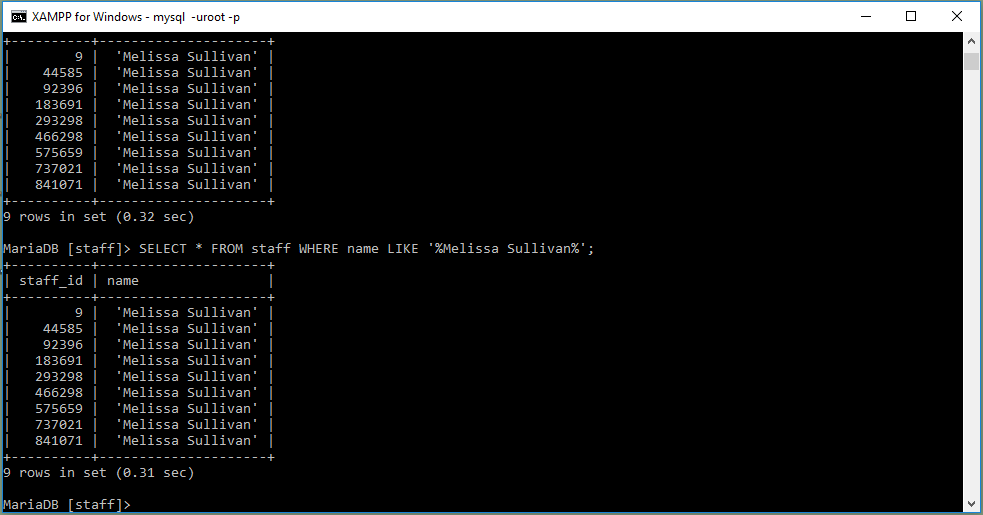 XAMPP for Windows - mysql  -uroot -p
+----------+---------------------+
|        9 |  'Melissa Sullivan' |
|    44585 |  'Melissa Sullivan' |
|    92396 |  'Melissa Sullivan' |
|   183691 |  'Melissa Sullivan' |
|   293298 |  'Melissa Sullivan' |
|   466298 |  'Melissa Sullivan' |
|   575659 |  'Melissa Sullivan' |
|   737021 |  'Melissa Sullivan' |
|   841071 |  'Melissa Sullivan' |
+----------+---------------------+
9 rows in set (0.32 sec)
MariaDB [staff]> SELECT * FROM staff WHERE name LIKE '%Melissa Sullivan%';
+----------+---------------------+
| staff_id | name                |
+----------+---------------------+
|        9 |  'Melissa Sullivan' |
|    44585 |  'Melissa Sullivan' |
|    92396 |  'Melissa Sullivan' |
|   183691 |  'Melissa Sullivan' |
|   293298 |  'Melissa Sullivan' |
|   466298 |  'Melissa Sullivan' |
|   575659 |  'Melissa Sullivan' |
|   737021 |  'Melissa Sullivan' |
|   841071 |  'Melissa Sullivan' |
+----------+---------------------+
9 rows in set (0.31 sec)
MariaDB [staff]>